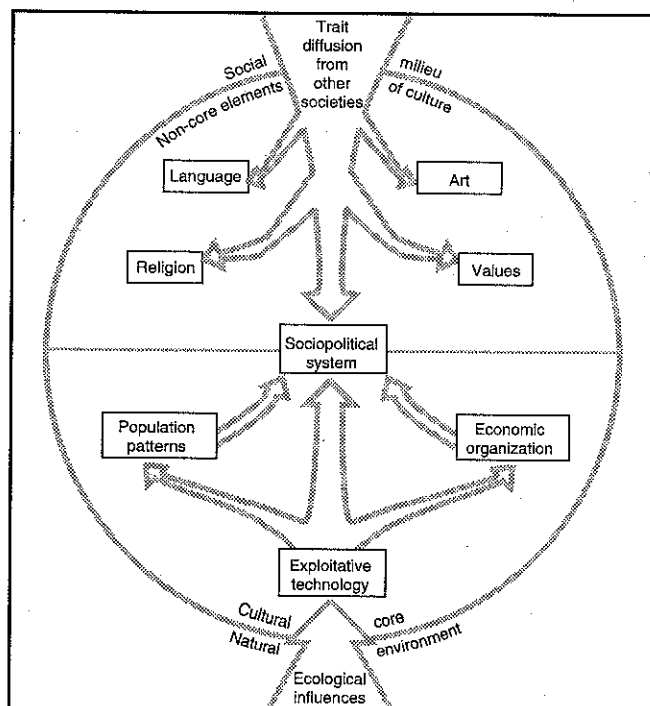 Trait
diffusion
from
other
societies
Social
milieu
Non-core elements
of culture
Language
Art
Religion
Values
Sociopolitical
system
Population
patterns
Economic
organization
Exploitative
technology
Cultural
core
Natural
environment
Ecological
influences